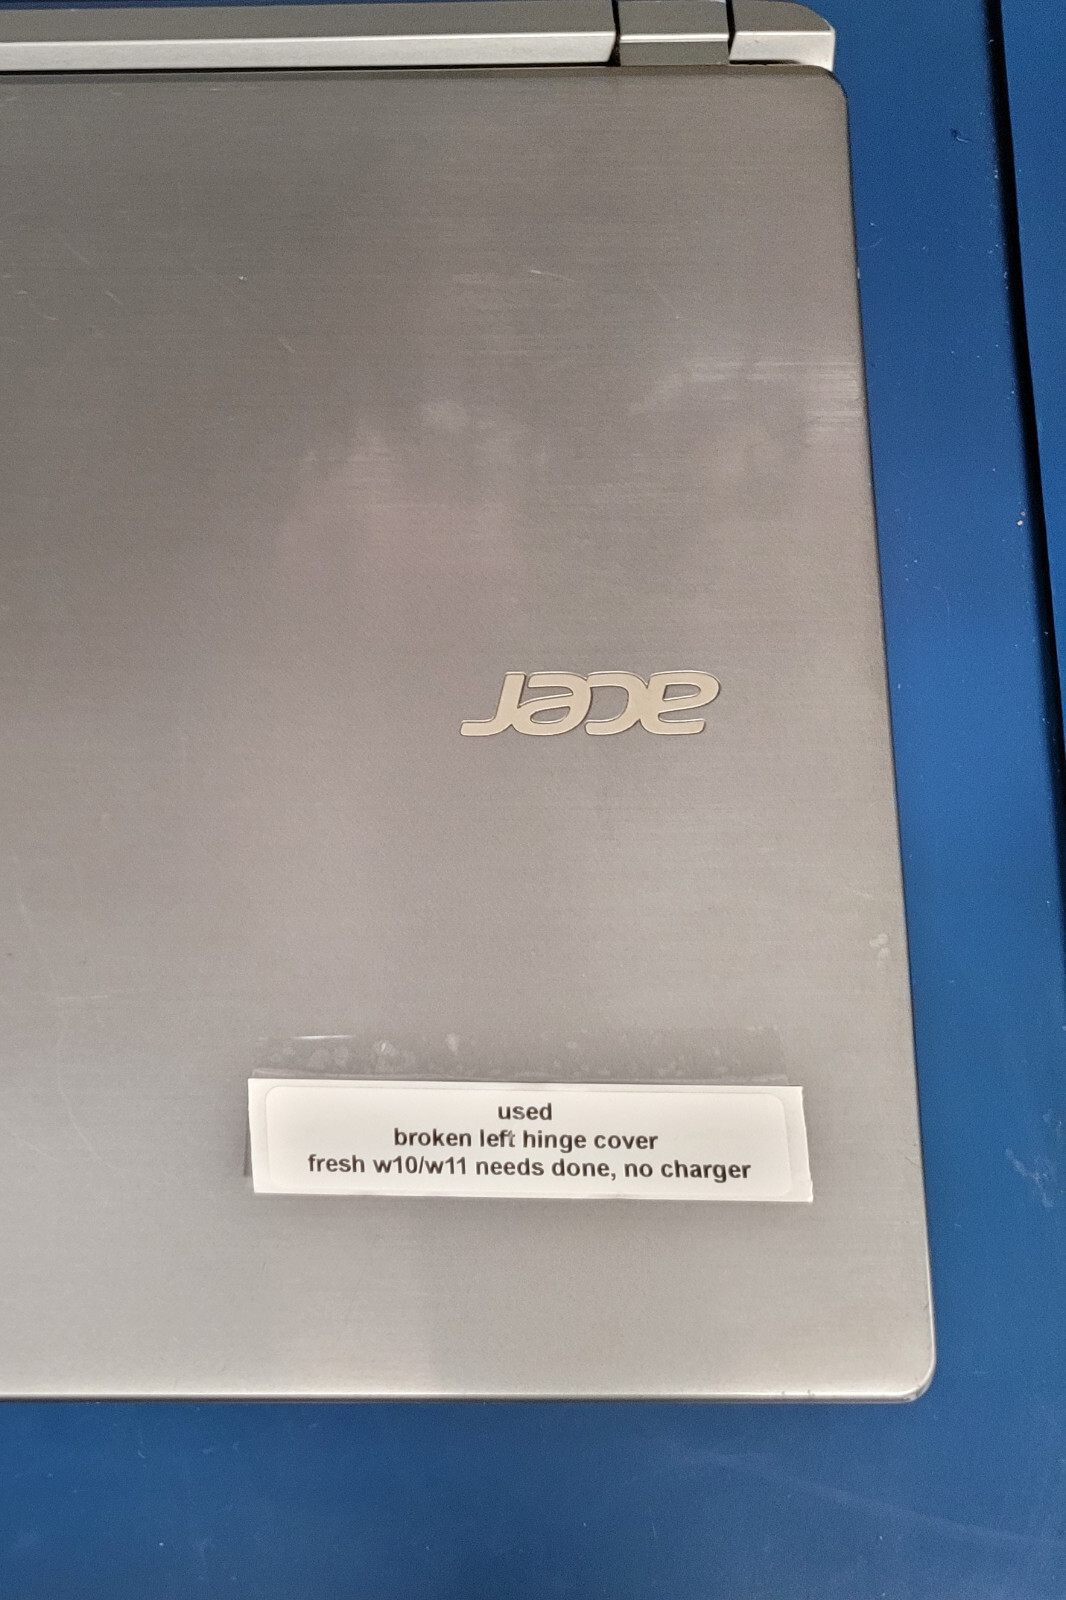 acer
used
broken left hinge cover
fresh w10/w11 needs done, no charger